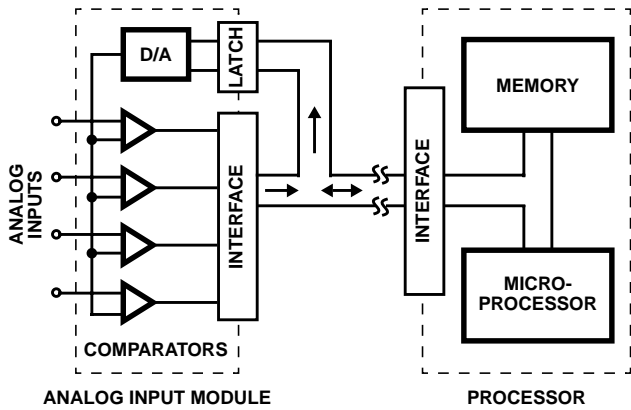 D/A
LATCH
MEMORY
ANALOG
INPUTS
INTERFACE
INTERFACE
MICRO-
PROCESSOR
COMPARATORS
ANALOG INPUT MODULE
PROCESSOR